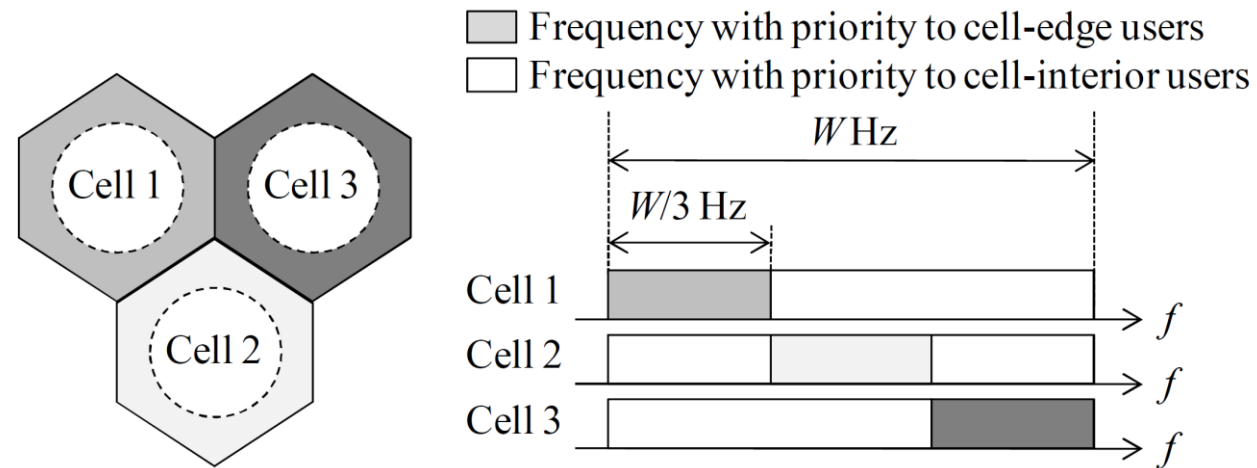 Frequency with priority to cell-edge users
Frequency with priority to cell-interior users
Cell 1
Cell 3
Cell 2
W Hz
W/3 Hz
Cell 1
f
Cell 2
f
Cell 3
f